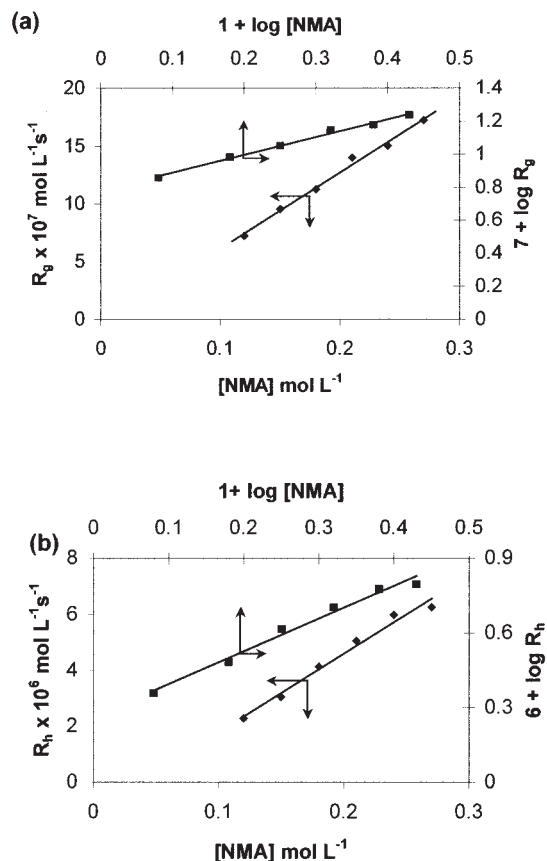 (a)
1 + log [NMA]
0 0.1 0.2 0.3 0.4 0.5
20
15
10
5
0
R_g x 10^7 mol L^-1 s^-1
1.4
1.2
1
0.8
0.6
0.4
0.2
0
7 + log R_g
0 0.1 0.2 0.3
[NMA] mol L^-1
(b)
1+ log [NMA]
0 0.1 0.2 0.3 0.4 0.5
8
6
4
2
0
R_h x 10^6 mol L^-1 s^-1
0.9
0.6
0.3
0
6 + log R_h
0 0.1 0.2 0.3
[NMA] mol L^-1